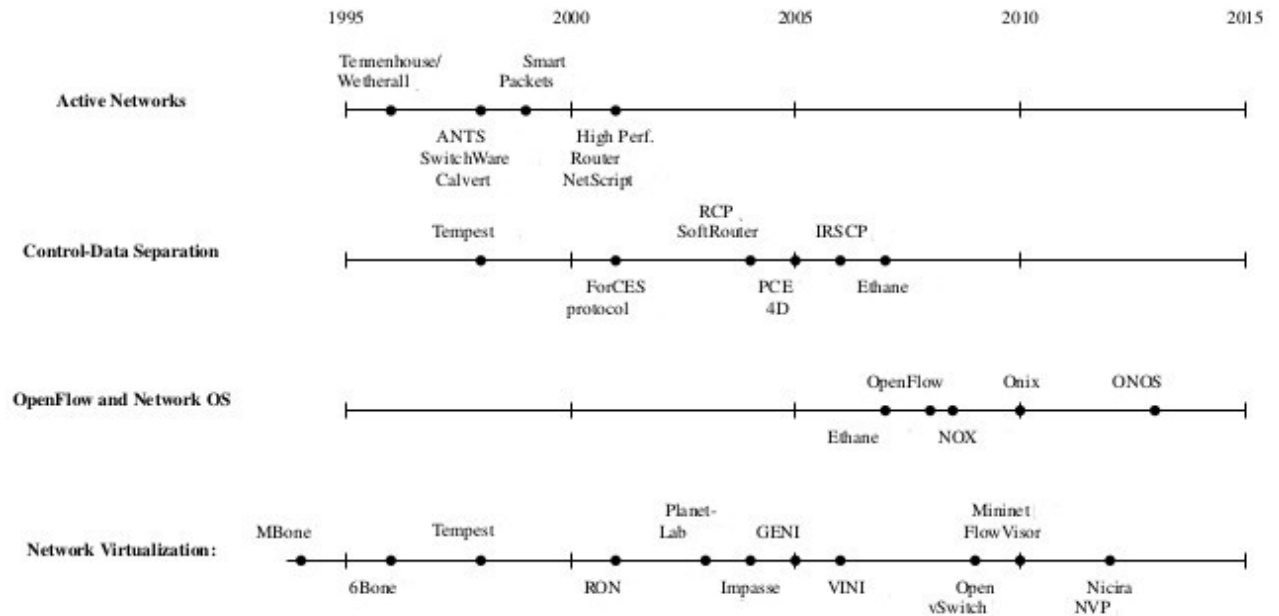 1995 2000 2005 2010 2015
Tennenhouse/ Smart
Wetherall Packets
Active Networks
ANTS High Perf.
SwitchWare Router
Calvert NetScript
RCP
Tempest SoftRouter IRSCP
Control-Data Separation
ForCES PCE Ethane
protocol 4D
OpenFlow Onix ONOS
OpenFlow and Network OS
Ethane NOX
Planet- Mininet
MBone Tempest Lab GENI FlowVisor
Network Virtualization:
6Bone RON Impasse VINI Open Nicira
vSwitch NVP